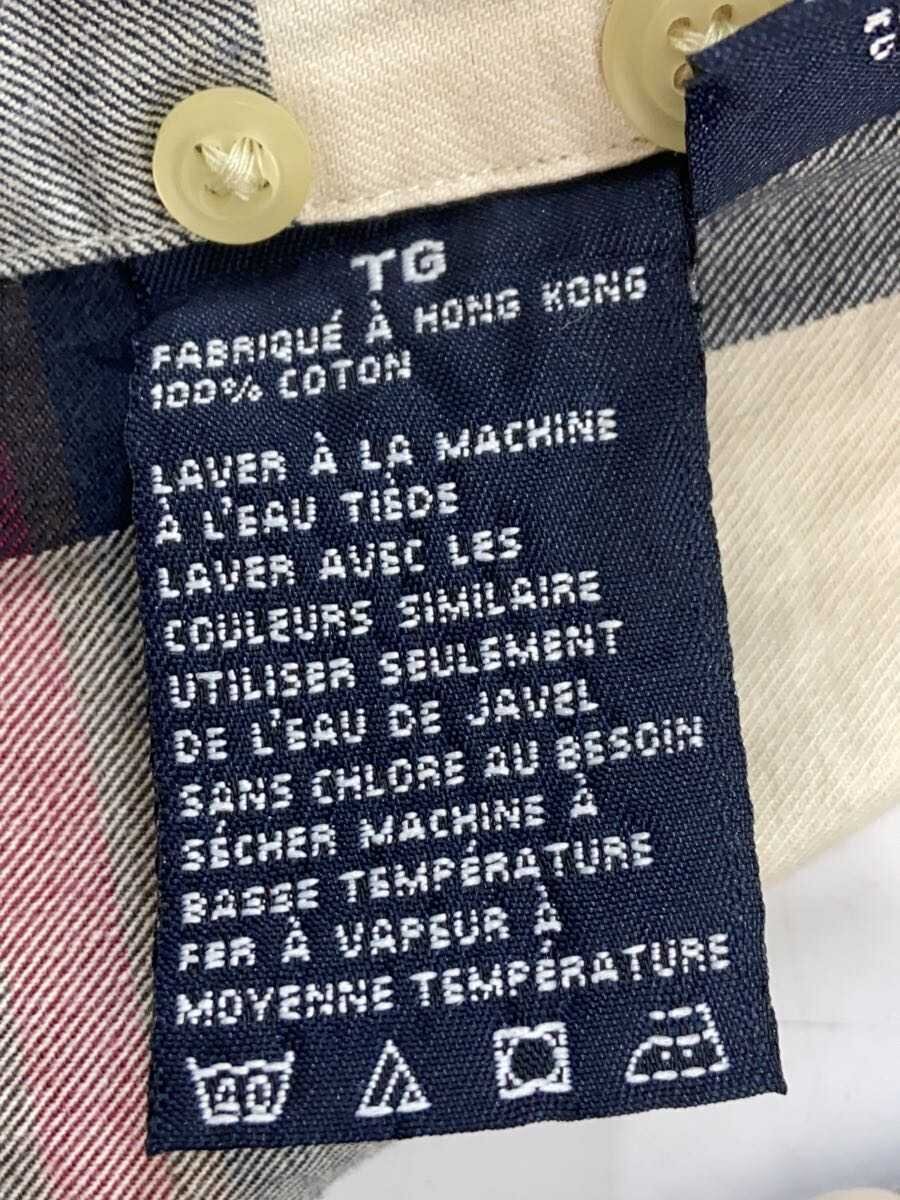 TG
FABRIQUÉ À HONG KONG
100% COTON
LAVER À LA MACHINE
À L'EAU TIÉDE
LAVER AVEC LES
COULEURS SIMILAIRE
UTILISER SEULEMENT
DE L'EAU DE JAVEL
SANS CHLORE AU BESOIN
SÉCHER MACHINE À
BASSE TEMPÉRATURE
FER À VAPEUR À
MOYENNE TEMPÉRATURE
40